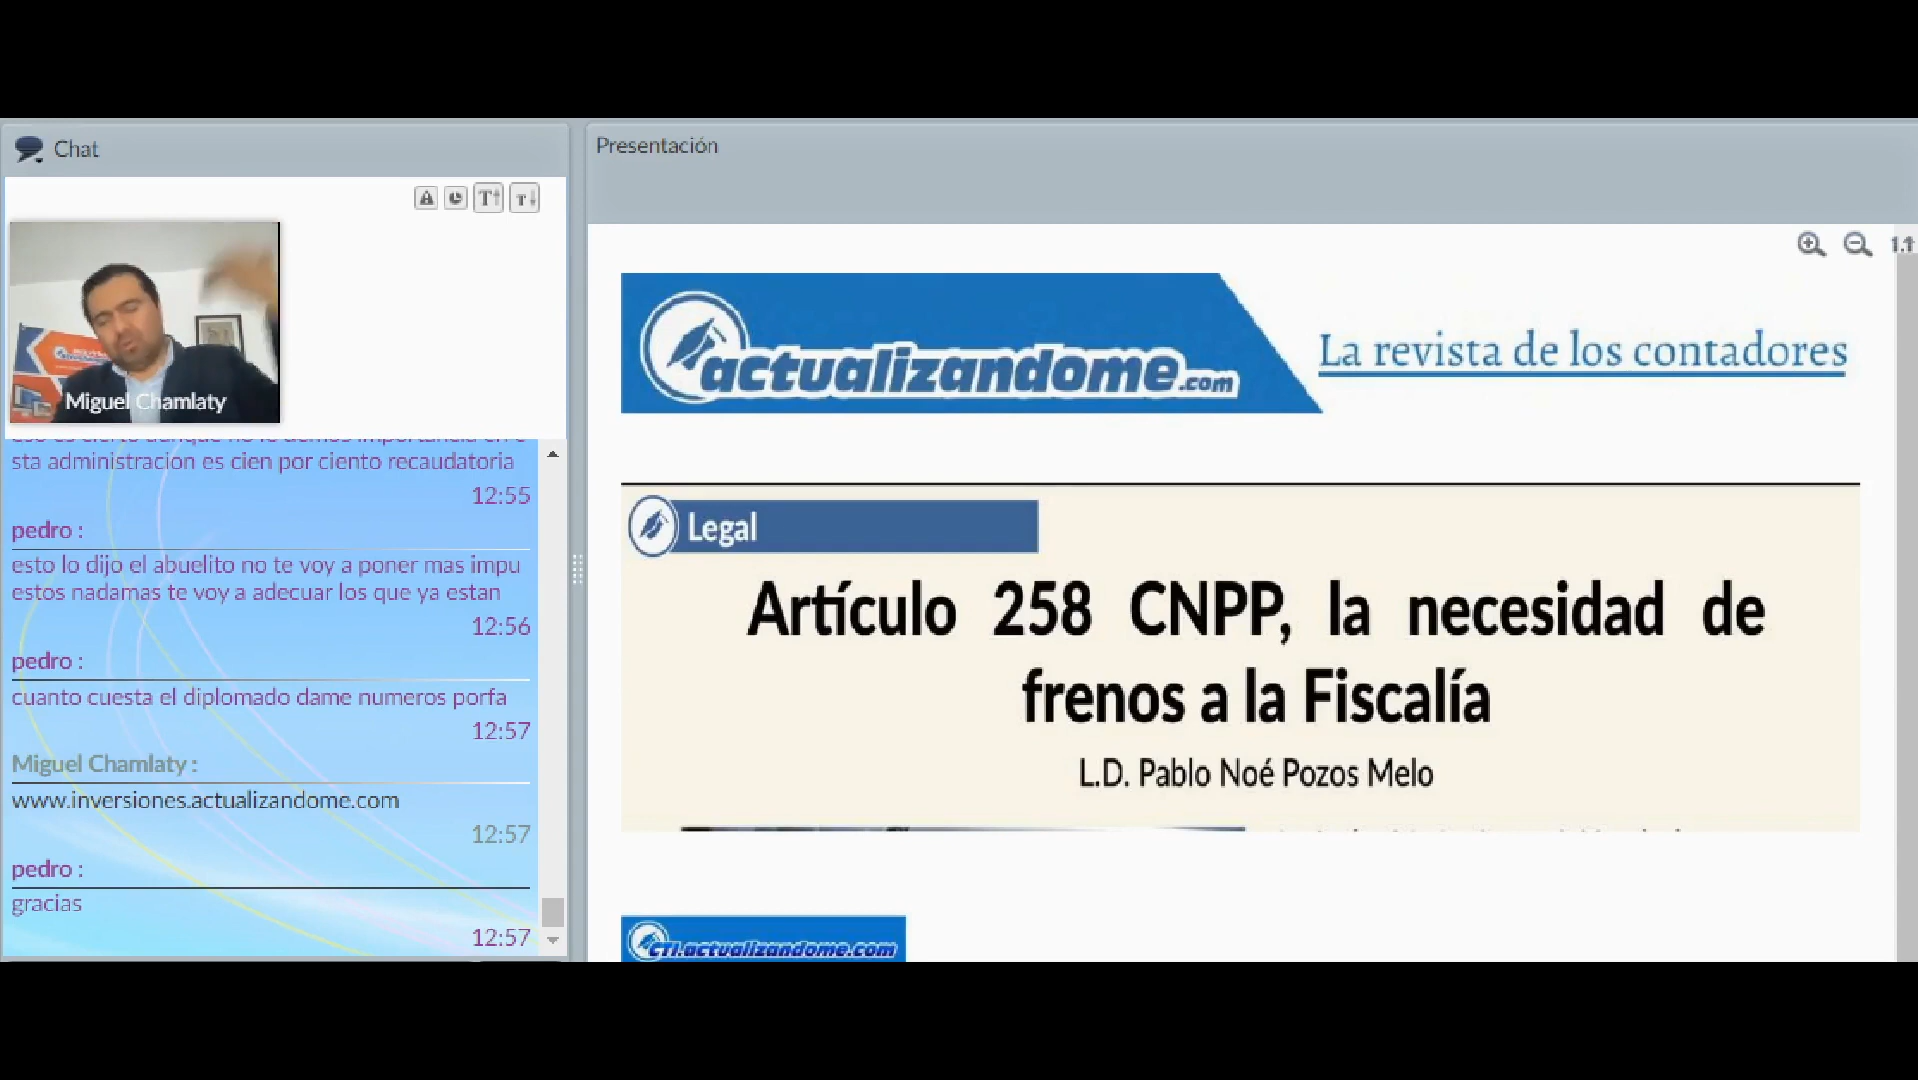 Chat
Miguel Chamlaty
sta administracion es cien por ciento recaudatoria
12:55
pedro :
esto lo dijo el abuelito no te voy a poner mas impu
estos nadamas te voy a adecuar los que ya estan
12:56
pedro :
cuanto cuesta el diplomado dame numeros porfa
12:57
Miguel Chamlaty :
www.inversiones.actualizandome.com
12:57
pedro :
gracias
12:57
Presentación
actualizandome.com
La revista de los contadores
Legal
Artículo 258 CNPP, la necesidad de
frenos a la Fiscalía
L.D. Pablo Noé Pozos Melo
CTI.actualizandome.com